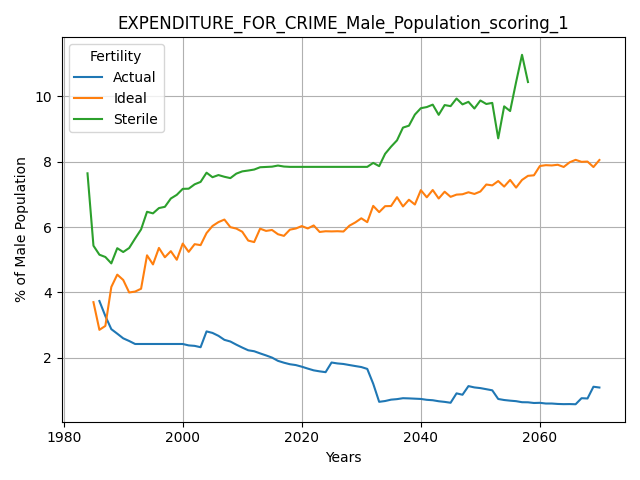 EXPENDITURE_FOR_CRIME_Male_Population_scoring_1
Fertility
Actual
Ideal
Sterile
% of Male Population
10
8
6
4
2
1980
2000
2020
2040
2060
Years